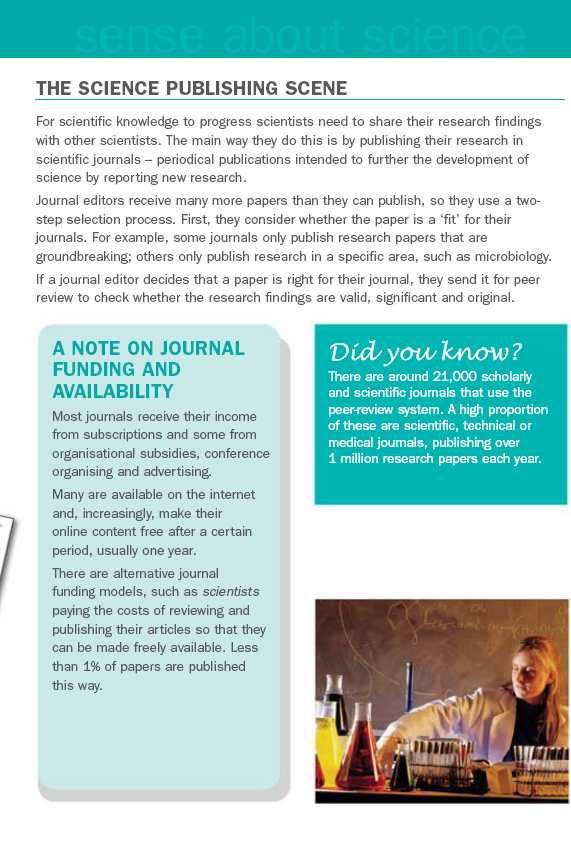 sense about science
THE SCIENCE PUBLISHING SCENE
For scientific knowledge to progress scientists need to share their research findings
with other scientists. The main way they do this is by publishing their research in
scientific journals – periodical publications intended to further the development of
science by reporting new research.
Journal editors receive many more papers than they can publish, so they use a two-
step selection process. First, they consider whether the paper is a ‘fit’ for their
journals. For example, some journals only publish research papers that are
groundbreaking; others only publish research in a specific area, such as microbiology.
If a journal editor decides that a paper is right for their journal, they send it for peer
review to check whether the research findings are valid, significant and original.
A NOTE ON JOURNAL
FUNDING AND
AVAILABILITY
Most journals receive their income
from subscriptions and some from
organisational subsidies, conference
organising and advertising.
Many are available on the internet
and, increasingly, make their
online content free after a certain
period, usually one year.
There are alternative journal
funding models, such as scientists
paying the costs of reviewing and
publishing their articles so that they
can be made freely available. Less
than 1% of papers are published
this way.
Did you know?
There are around 21,000 scholarly
and scientific journals that use the
peer-review system. A high proportion
of these are scientific, technical or
medical journals, publishing over
1 million research papers each year.